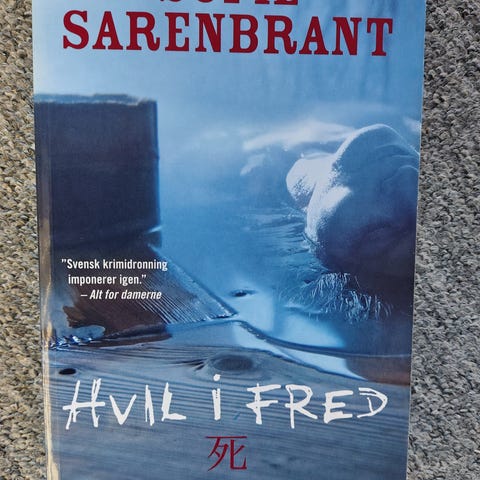 SARENBRANT
"Svensk krimidronning
imponerer igen."
– Alt for damerne
HVIL i FRED
死